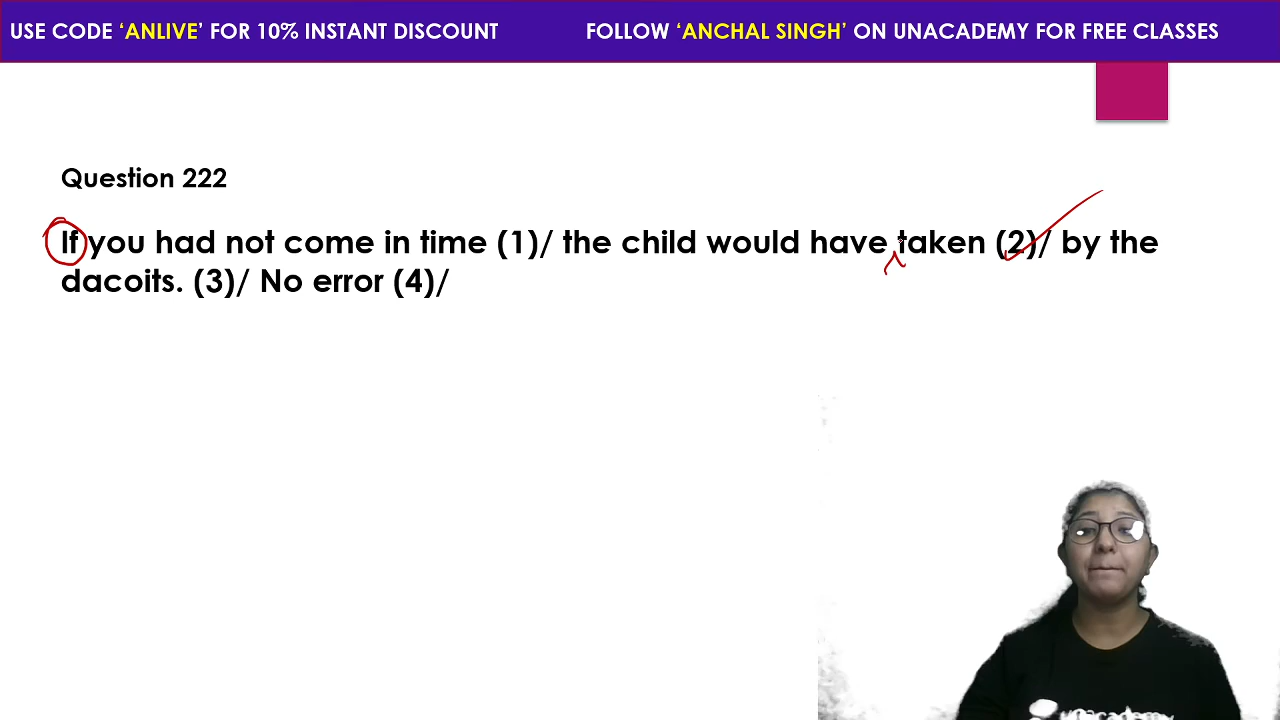 USE CODE ‘ANLIVE’ FOR 10% INSTANT DISCOUNT FOLLOW ‘ANCHAL SINGH’ ON UNACADEMY FOR FREE CLASSES
Question 222
If you had not come in time (1)/ the child would have taken (2)/ by the
dacoits. (3)/ No error (4)/
unacademy